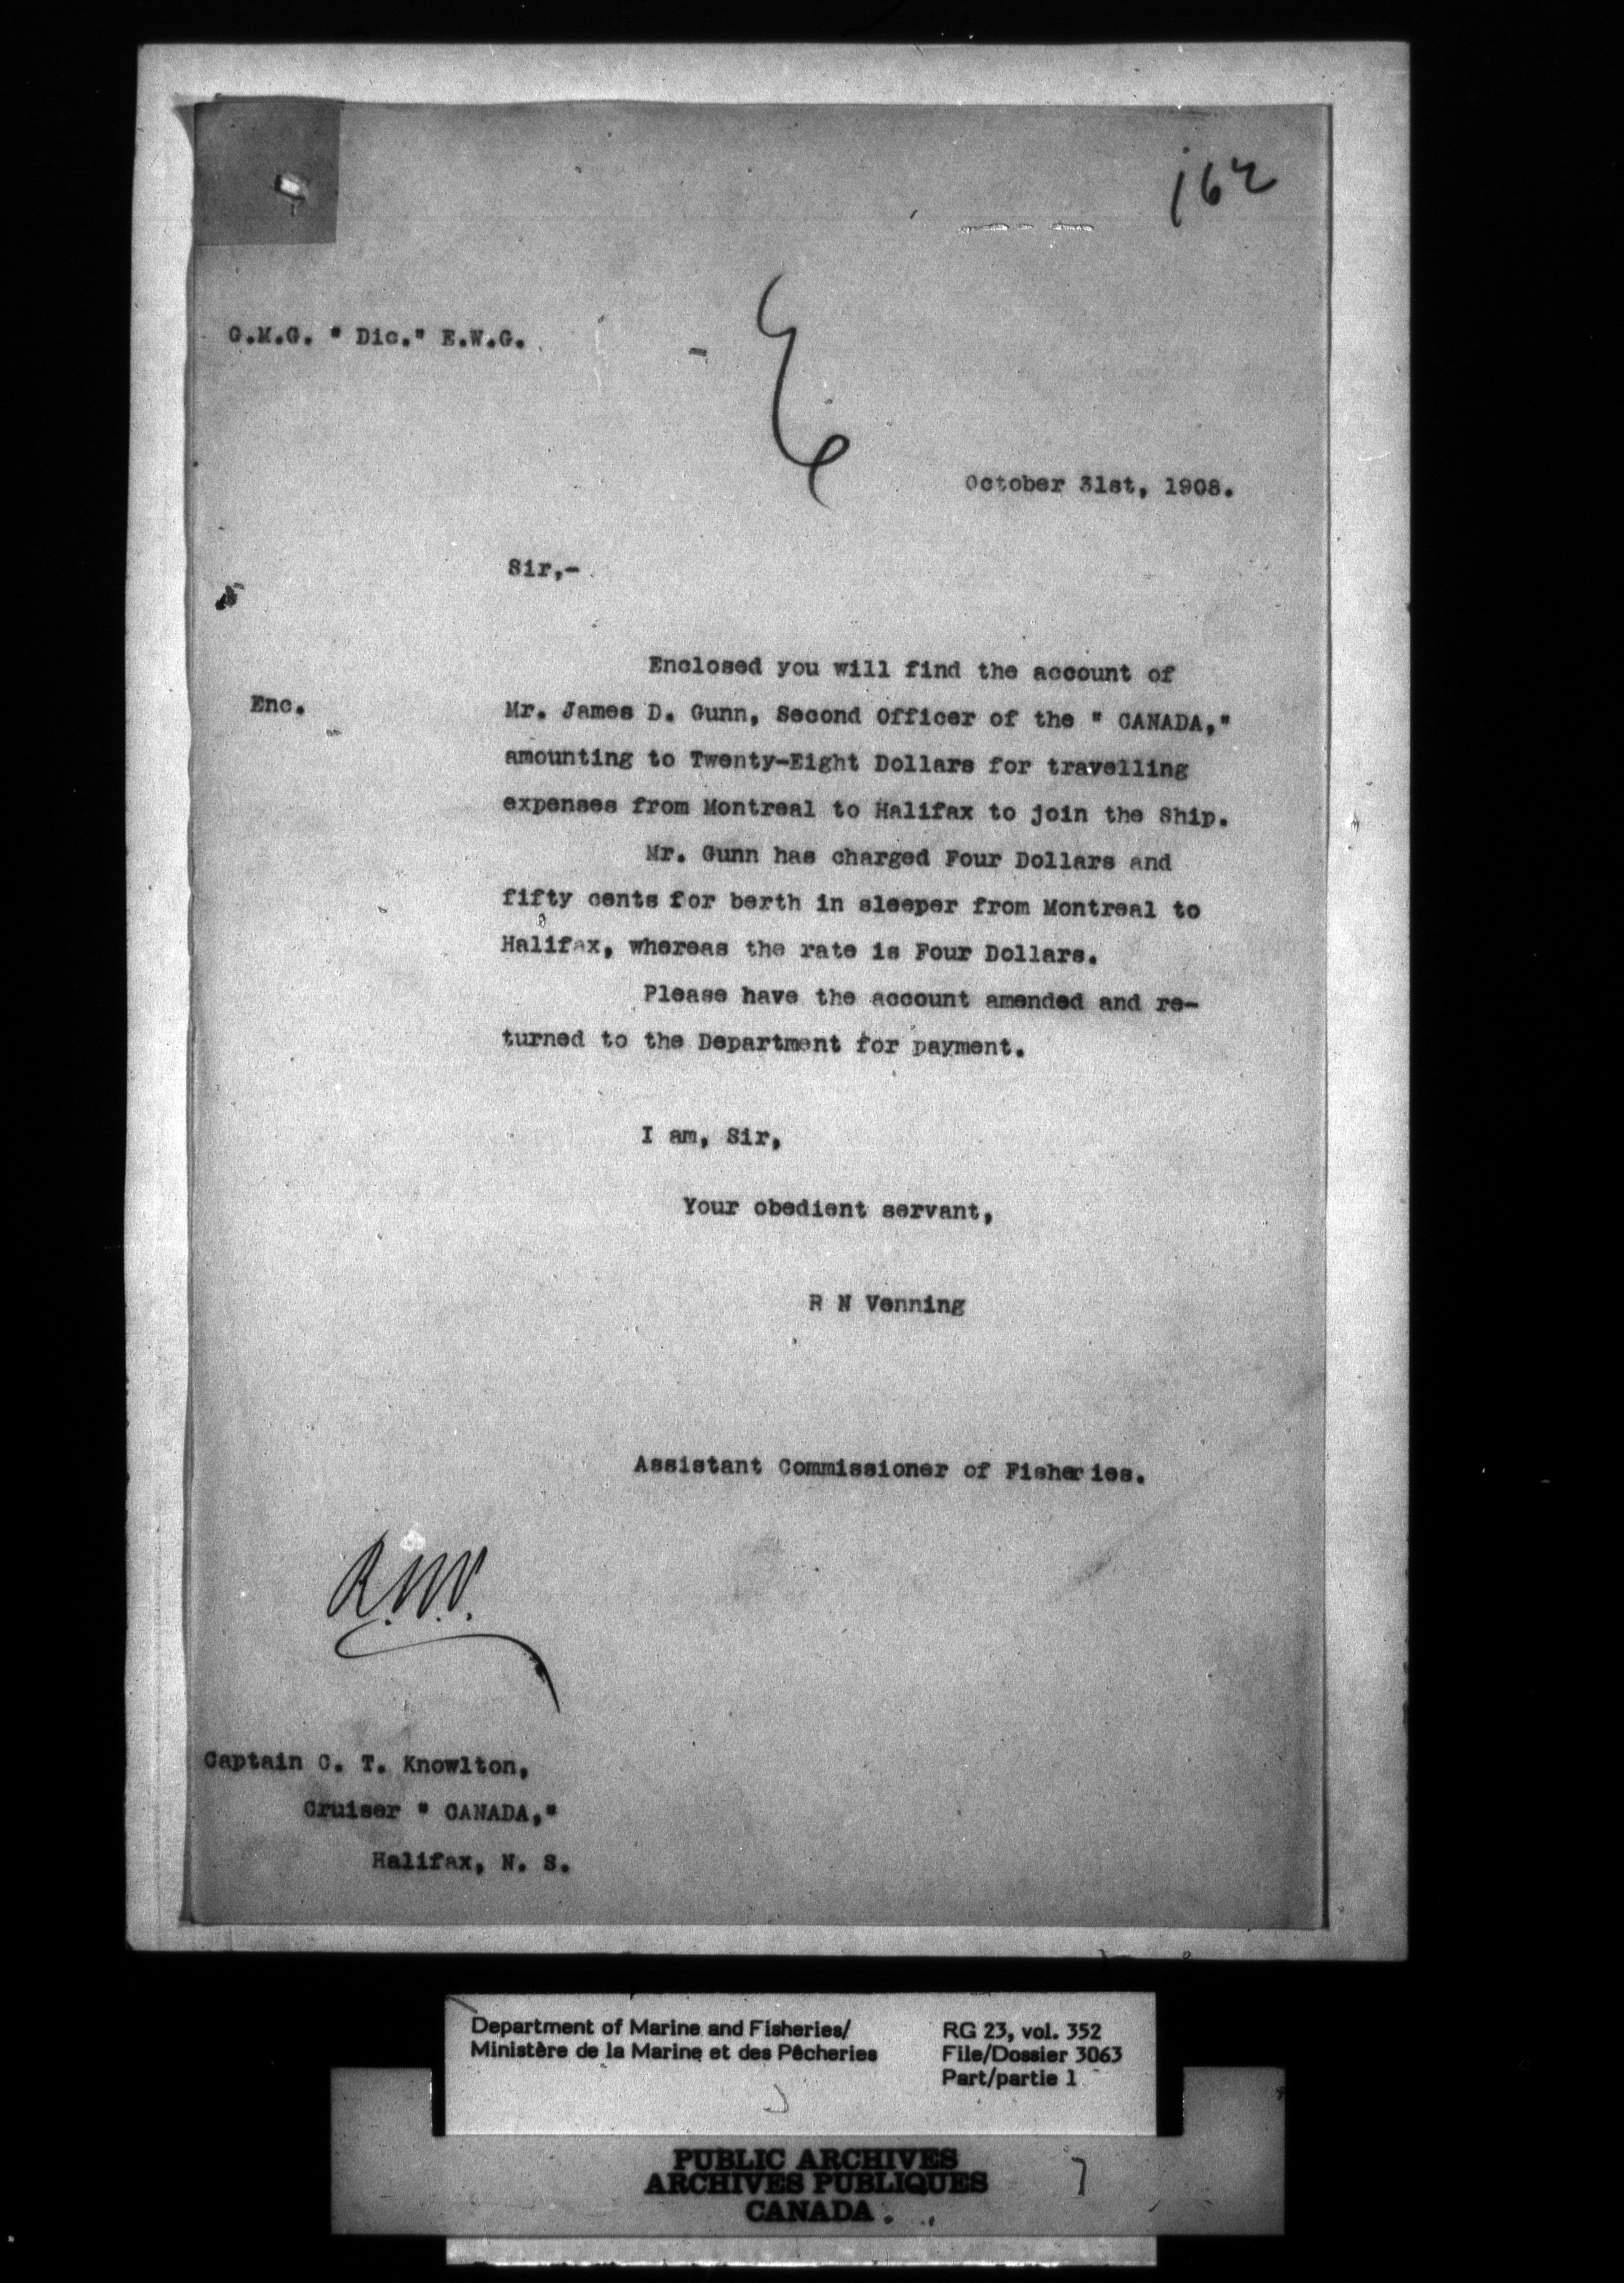 162
G.M.G. " Dic." E.W.G.
October 31st, 1908.
Sir,-
Enclosed you will find the account of
Enc.
Mr. James D. Gunn, Second Officer of the " CANADA,"
amounting to Twenty-Eight Dollars for travelling
expenses from Montreal to Halifax to join the Ship.
Mr. Gunn has charged Four Dollars and
fifty cents for berth in sleeper from Montreal to
Halifax, whereas the rate is Four Dollars.
Please have the account amended and re-
turned to the Department for payment.
I am, Sir,
Your obedient servant,
R N Venning
Assistant Commissioner of Fisheries.
R.N.V.
Captain C. T. Knowlton,
Cruiser " CANADA,"
Halifax, N. S.
Department of Marine and Fisheries/
Ministère de la Marine et des Pêcheries
RG 23, vol. 352
File/Dossier 3063
Part/partie 1
PUBLIC ARCHIVES
ARCHIVES PUBLIQUES
CANADA